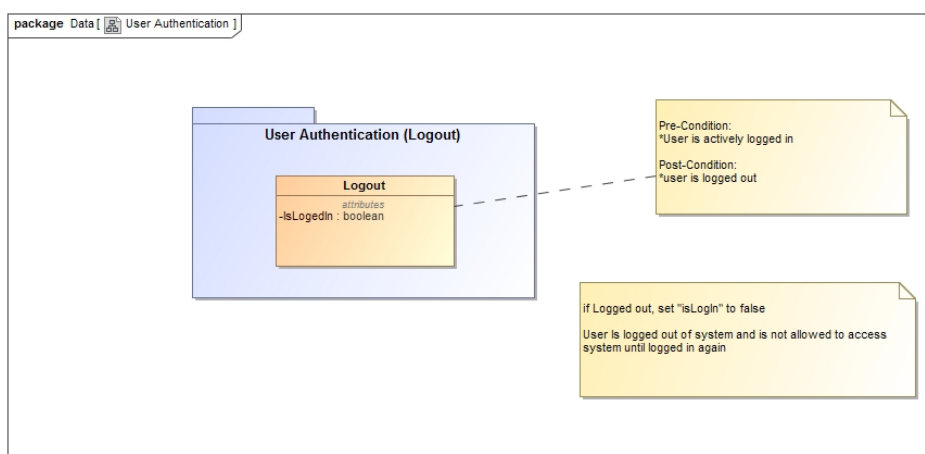 package Data [ User Authentication ]
User Authentication (Logout)
Logout
attributes
-IsLogedIn : boolean
Pre-Condition:
*User is actively logged in
Post-Condition:
*user is logged out
if Logged out, set "isLogIn" to false
User Is logged out of system and is not allowed to access
system until logged in again